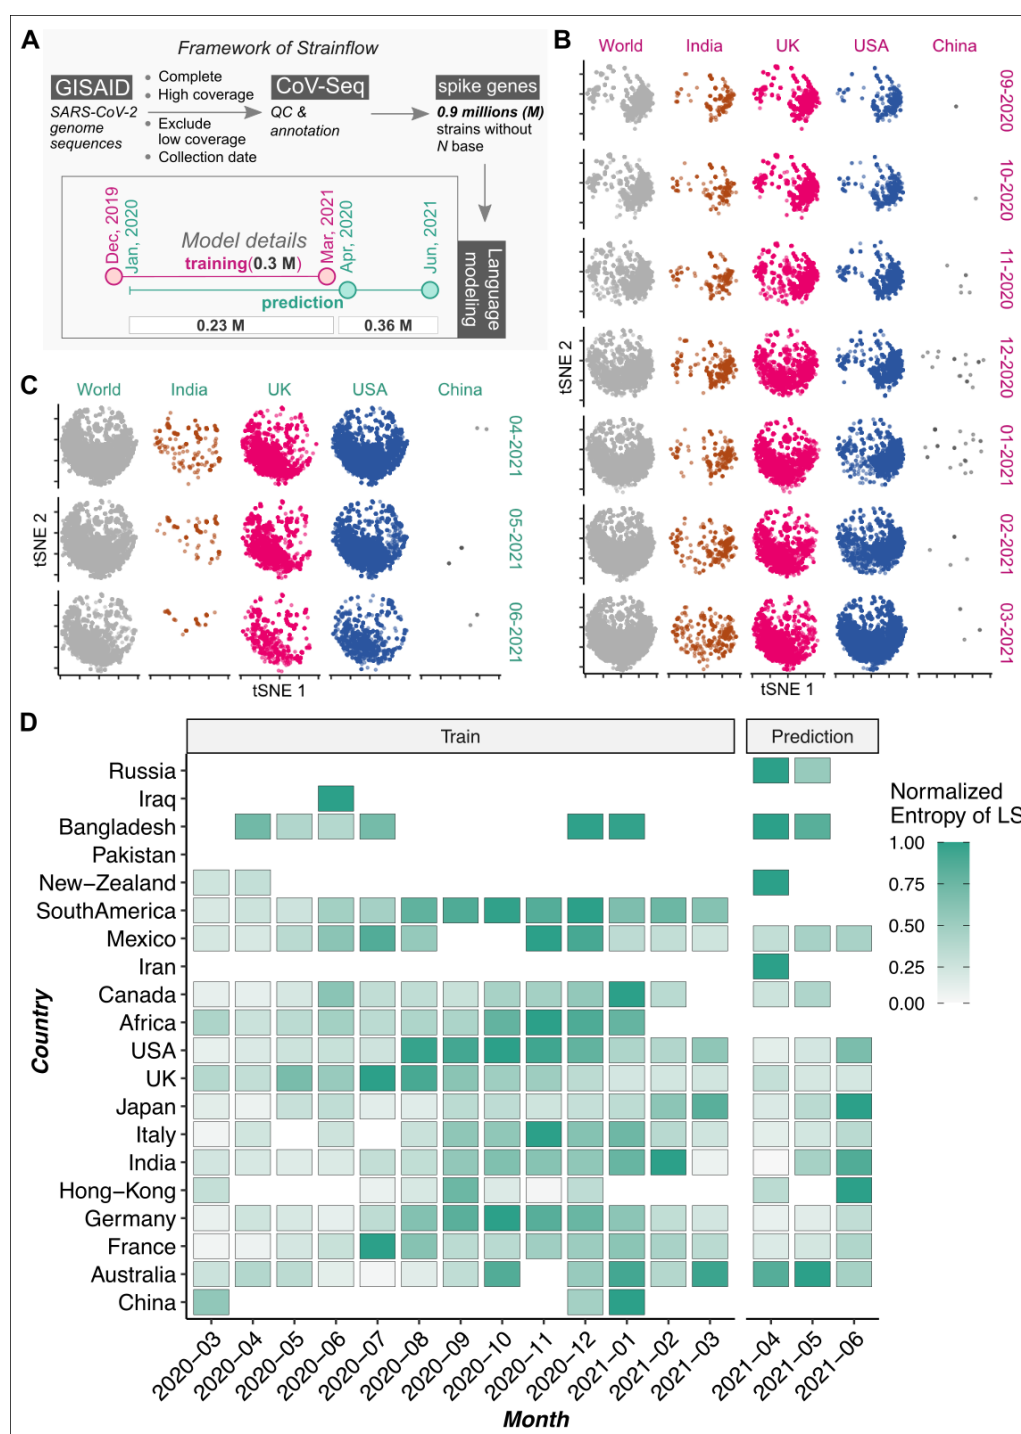 A
Framework of Strainflow
GISAID
SARS-CoV-2
genome
sequences
• Complete
• High coverage
• Exclude
low coverage
• Collection date
CoV-Seq
QC &
annotation
spike genes
0.9 millions (M)
strains without
N base
Dec, 2019
Jan, 2020
Mar, 2021
Apr, 2020
Jun, 2021
Model details
training(0.3 M)
prediction
0.23 M
0.36 M
Language
modeling
B
World India UK USA China
09-2020
10-2020
11-2020
12-2020
01-2021
02-2021
03-2021
tSNE 2
tSNE 1
C
World India UK USA China
04-2021
05-2021
06-2021
tSNE 2
tSNE 1
D
Train
Prediction
Russia
Iraq
Bangladesh
Pakistan
New-Zealand
SouthAmerica
Mexico
Iran
Canada
Africa
USA
UK
Japan
Italy
India
Hong-Kong
Germany
France
Australia
China
Country
2020-03
2020-04
2020-05
2020-06
2020-07
2020-08
2020-09
2020-10
2020-11
2020-12
2021-01
2021-02
2021-03
2021-04
2021-05
2021-06
Month
Normalized
Entropy of LS
1.00
0.75
0.50
0.25
0.00